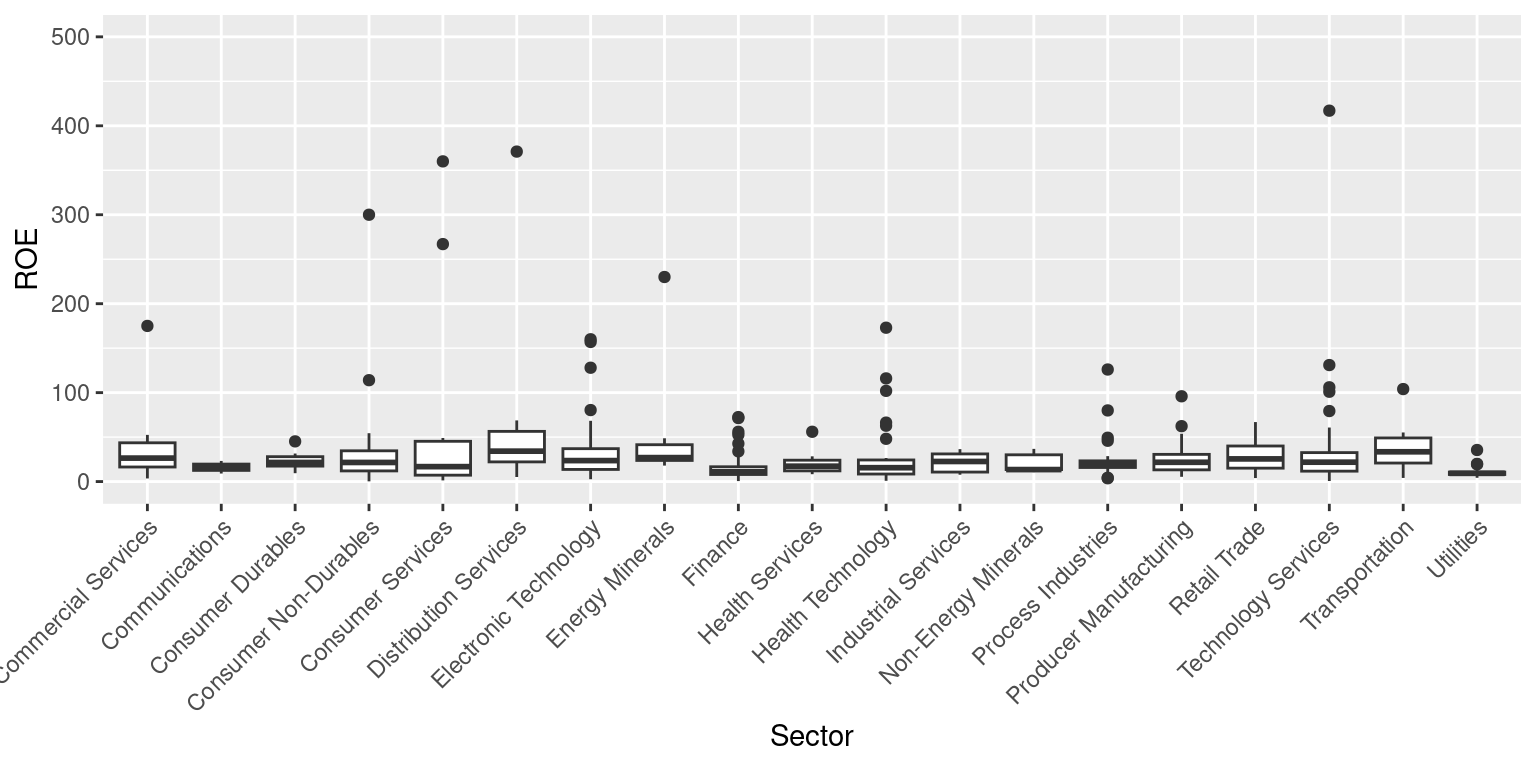 500
400
300
200
100
0
ROE
Commercial Services
Communications
Consumer Durables
Consumer Non-Durables
Consumer Services
Distribution Services
Electronic Technology
Energy Minerals
Finance
Health Services
Health Technology
Industrial Services
Non-Energy Minerals
Process Industries
Producer Manufacturing
Retail Trade
Technology Services
Transportation
Utilities
Sector